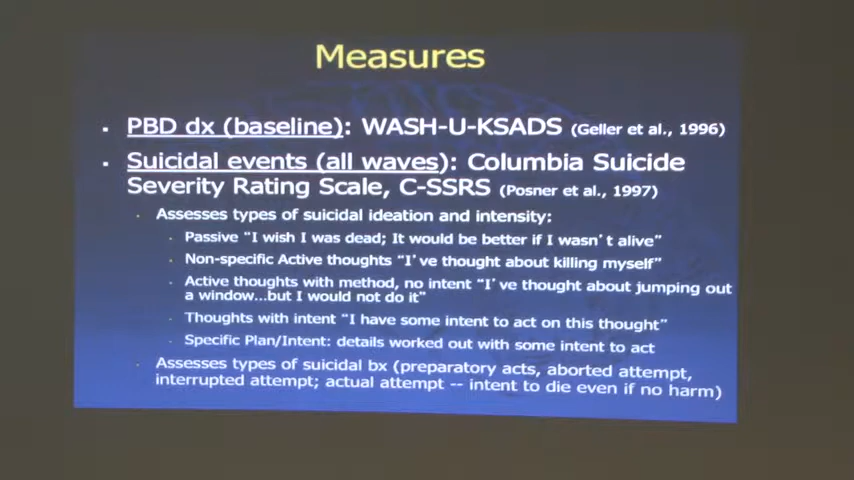 Measures
▪ PBD dx (baseline): WASH-U-KSADS (Geller et al., 1996)
▪ Suicidal events (all waves): Columbia Suicide
Severity Rating Scale, C-SSRS (Posner et al., 1997)
• Assesses types of suicidal ideation and intensity:
• Passive “I wish I was dead; It would be better if I wasn’t alive”
• Non-specific Active thoughts “I’ve thought about killing myself”
• Active thoughts with method, no intent “I’ve thought about jumping out
a window...but I would not do it”
• Thoughts with intent “I have some intent to act on this thought”
• Specific Plan/Intent: details worked out with some intent to act
• Assesses types of suicidal bx (preparatory acts, aborted attempt,
interrupted attempt; actual attempt -- intent to die even if no harm)